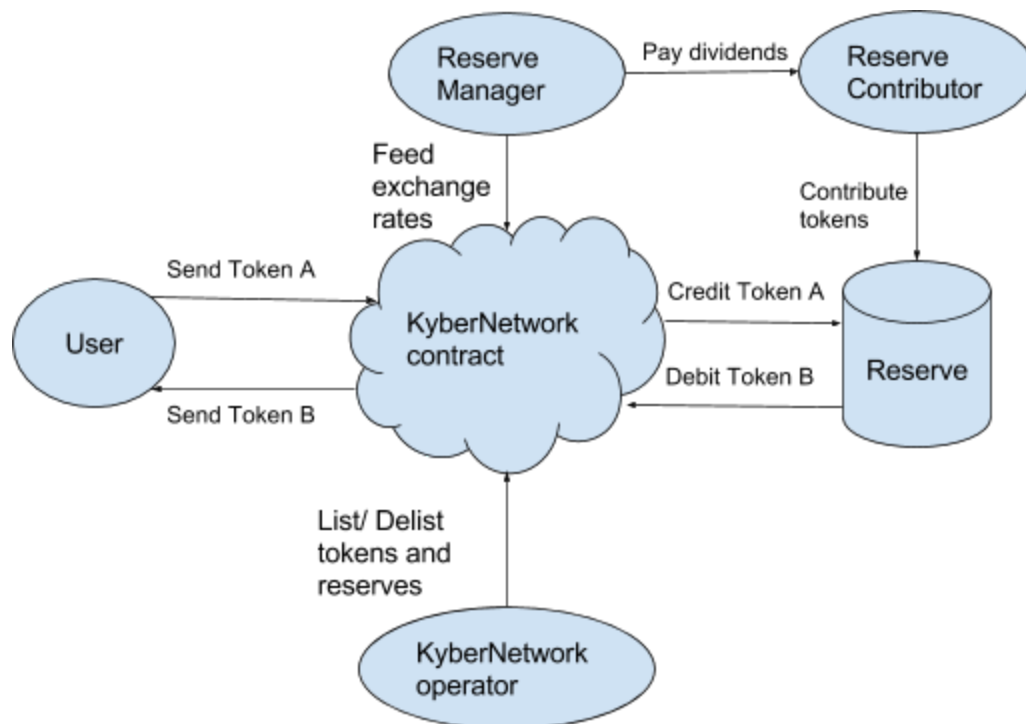 Reserve
Manager
Pay dividends
Reserve
Contributor
Feed
exchange
rates
Contribute
tokens
Send Token A
Credit Token A
User
KyberNetwork
contract
Reserve
Debit Token B
Send Token B
List/ Delist
tokens and
reserves
KyberNetwork
operator